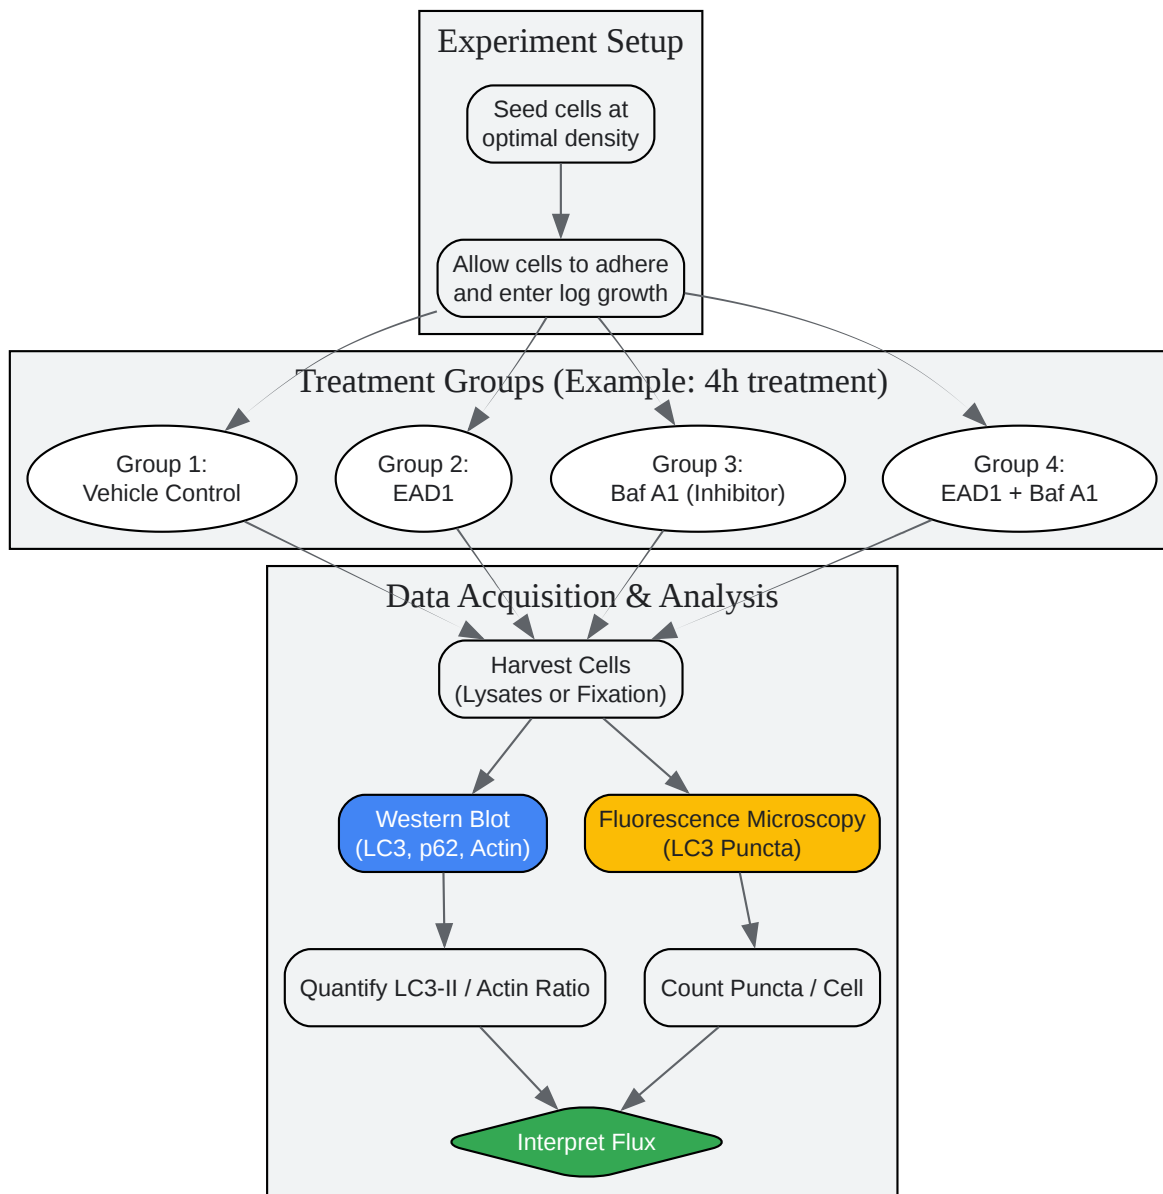 Experiment Setup
Seed cells at
optimal density
Allow cells to adhere
and enter log growth
Treatment Groups (Example: 4h treatment)
Group 1:
Vehicle Control
Group 2:
EAD1
Group 3:
Baf A1 (Inhibitor)
Group 4:
EAD1 + Baf A1
Data Acquisition & Analysis
Harvest Cells
(Lysates or Fixation)
Western Blot
(LC3, p62, Actin)
Fluorescence Microscopy
(LC3 Puncta)
Quantify LC3-II / Actin Ratio
Count Puncta / Cell
Interpret Flux